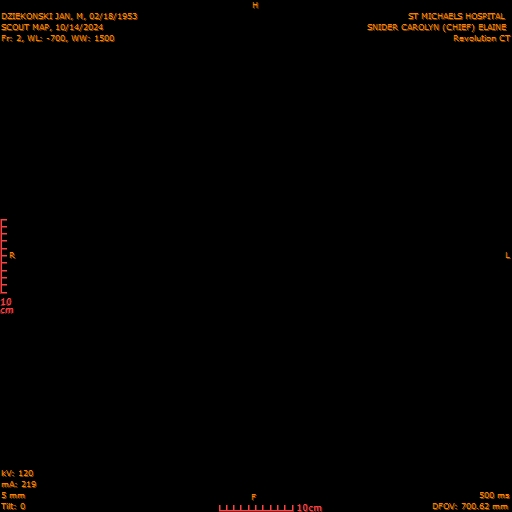 H
DZIEKONSKI JAN, M, 02/18/1953
ST MICHAELS HOSPITAL
SCOUT MAP, 10/14/2024
SNIDER CAROLYN (CHIEF) ELAINE
Fr: 2, WL: -700, WW: 1500
Revolution CT
R
L
10
cm
kV: 120
mA: 219
5 mm
F
500 ms
Tilt: 0
10cm
DFOV: 700.62 mm